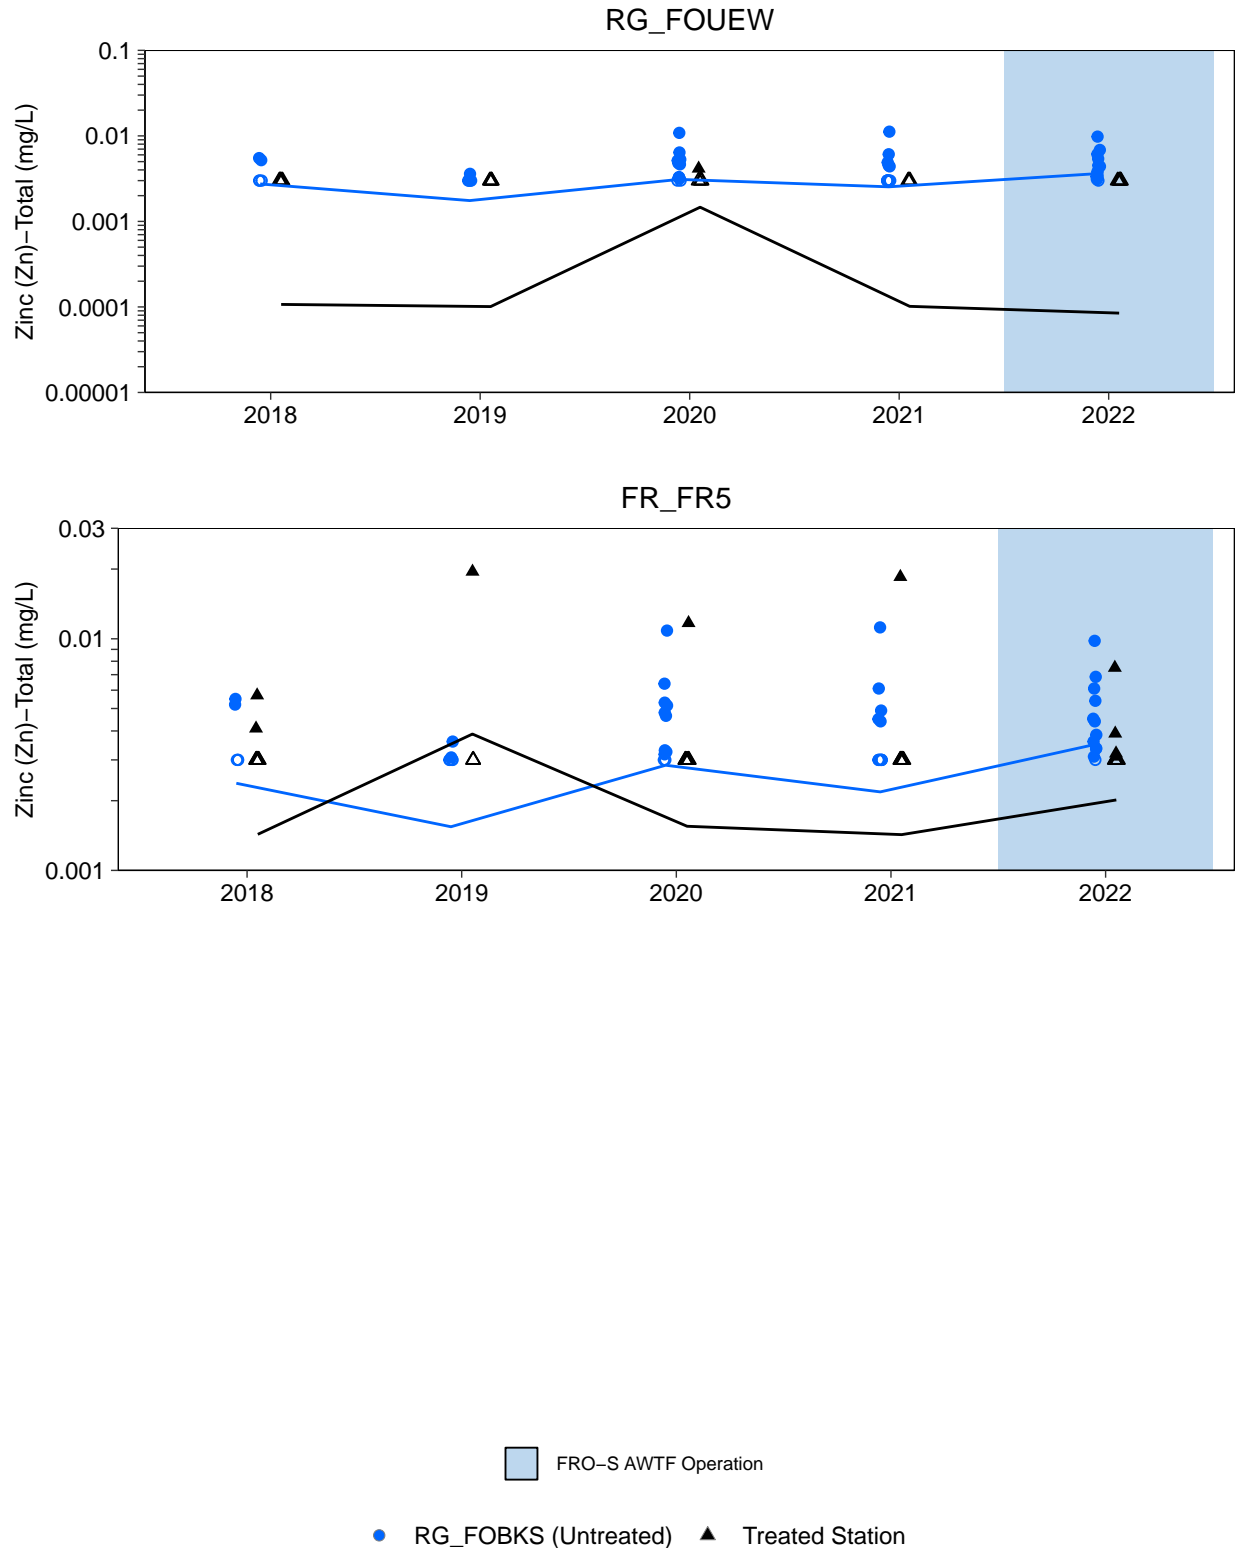 RG_FOUEW
Zinc (Zn)−Total (mg/L)
0.1
0.01
0.001
0.0001
0.00001
2018 2019 2020 2021 2022
FR_FR5
Zinc (Zn)−Total (mg/L)
0.03
0.01
0.001
2018 2019 2020 2021 2022
FRO−S AWTF Operation
RG_FOBKS (Untreated) Treated Station